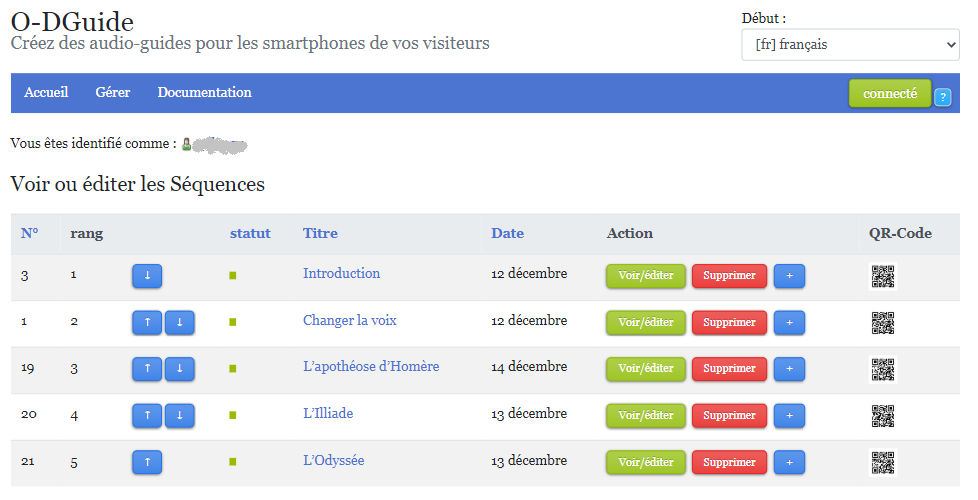 O-DGuide
Créez des audio-guides pour les smartphones de vos visiteurs
Début :
[fr] français
Accueil Gérer Documentation connecté ?
Vous êtes identifié comme :
Voir ou éditer les Séquences
N° rang statut Titre Date Action QR-Code
3 1 ↓ Introduction 12 décembre Voir/éditer Supprimer +
1 2 ↑ ↓ Changer la voix 12 décembre Voir/éditer Supprimer +
19 3 ↑ ↓ L'apothéose d'Homère 14 décembre Voir/éditer Supprimer +
20 4 ↑ ↓ L'Illiade 13 décembre Voir/éditer Supprimer +
21 5 ↑ L'Odyssée 13 décembre Voir/éditer Supprimer +